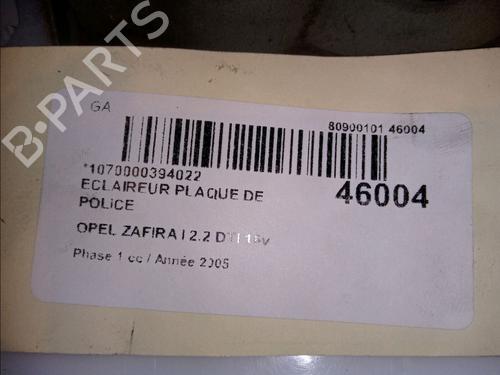 B-PARTS
GA
80900101 46004
*1070000394022
46004
ECLAIREUR PLAQUE DE
POLICE
OPEL ZAFIRA I 2.2 DTI 16v
Phase 1 cc / Année 2005